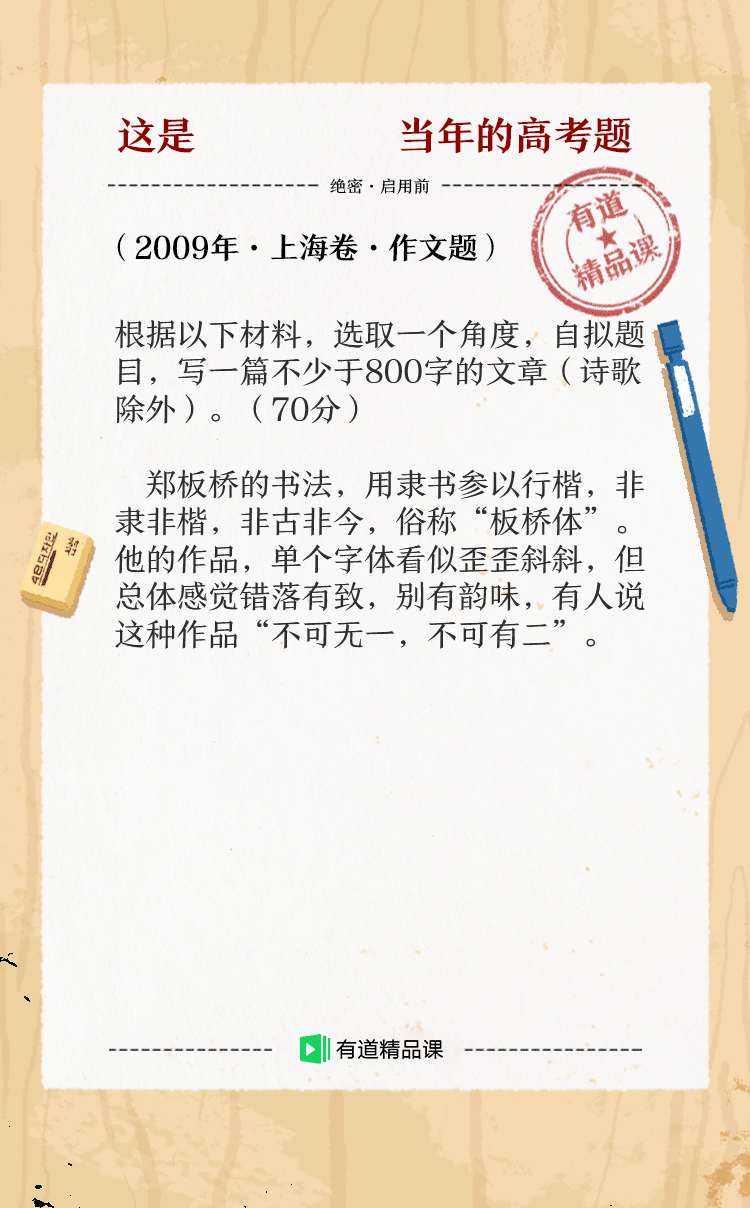 这是 当年的高考题
绝密·启用前
有道
精品课
（2009年·上海卷·作文题）
根据以下材料，选取一个角度，自拟题
目，写一篇不少于800字的文章（诗歌
除外）。（70分）
郑板桥的书法，用隶书参以行楷，非
隶非楷，非古非今，俗称“板桥体”。
他的作品，单个字体看似歪歪斜斜，但
总体感觉错落有致，别有韵味，有人说
这种作品“不可无一，不可有二”。
有道精品课